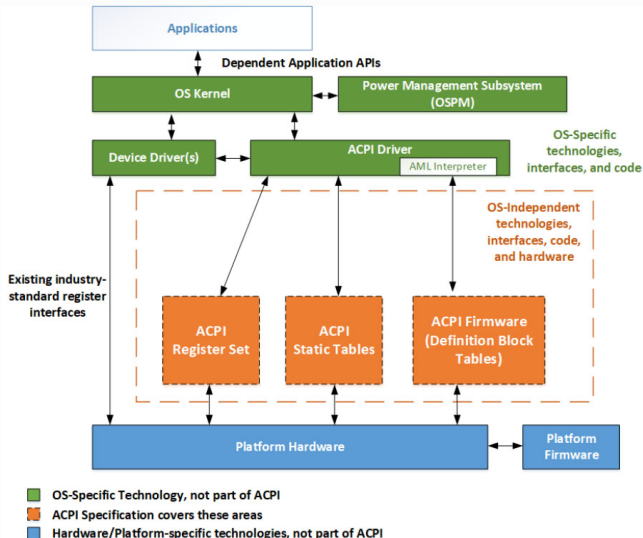 Applications
Dependent Application APIs
OS Kernel
Power Management Subsystem
(OSPM)
Device Driver(s)
ACPI Driver
AML Interpreter
OS-Specific
technologies,
interfaces, and code
OS-Independent
technologies,
interfaces, code,
and hardware
Existing industry-
standard register
interfaces
ACPI
Register Set
ACPI
Static Tables
ACPI Firmware
(Definition Block
Tables)
Platform Hardware
Platform
Firmware
OS-Specific Technology, not part of ACPI
ACPI Specification covers these areas
Hardware/Platform-specific technologies, not part of ACPI